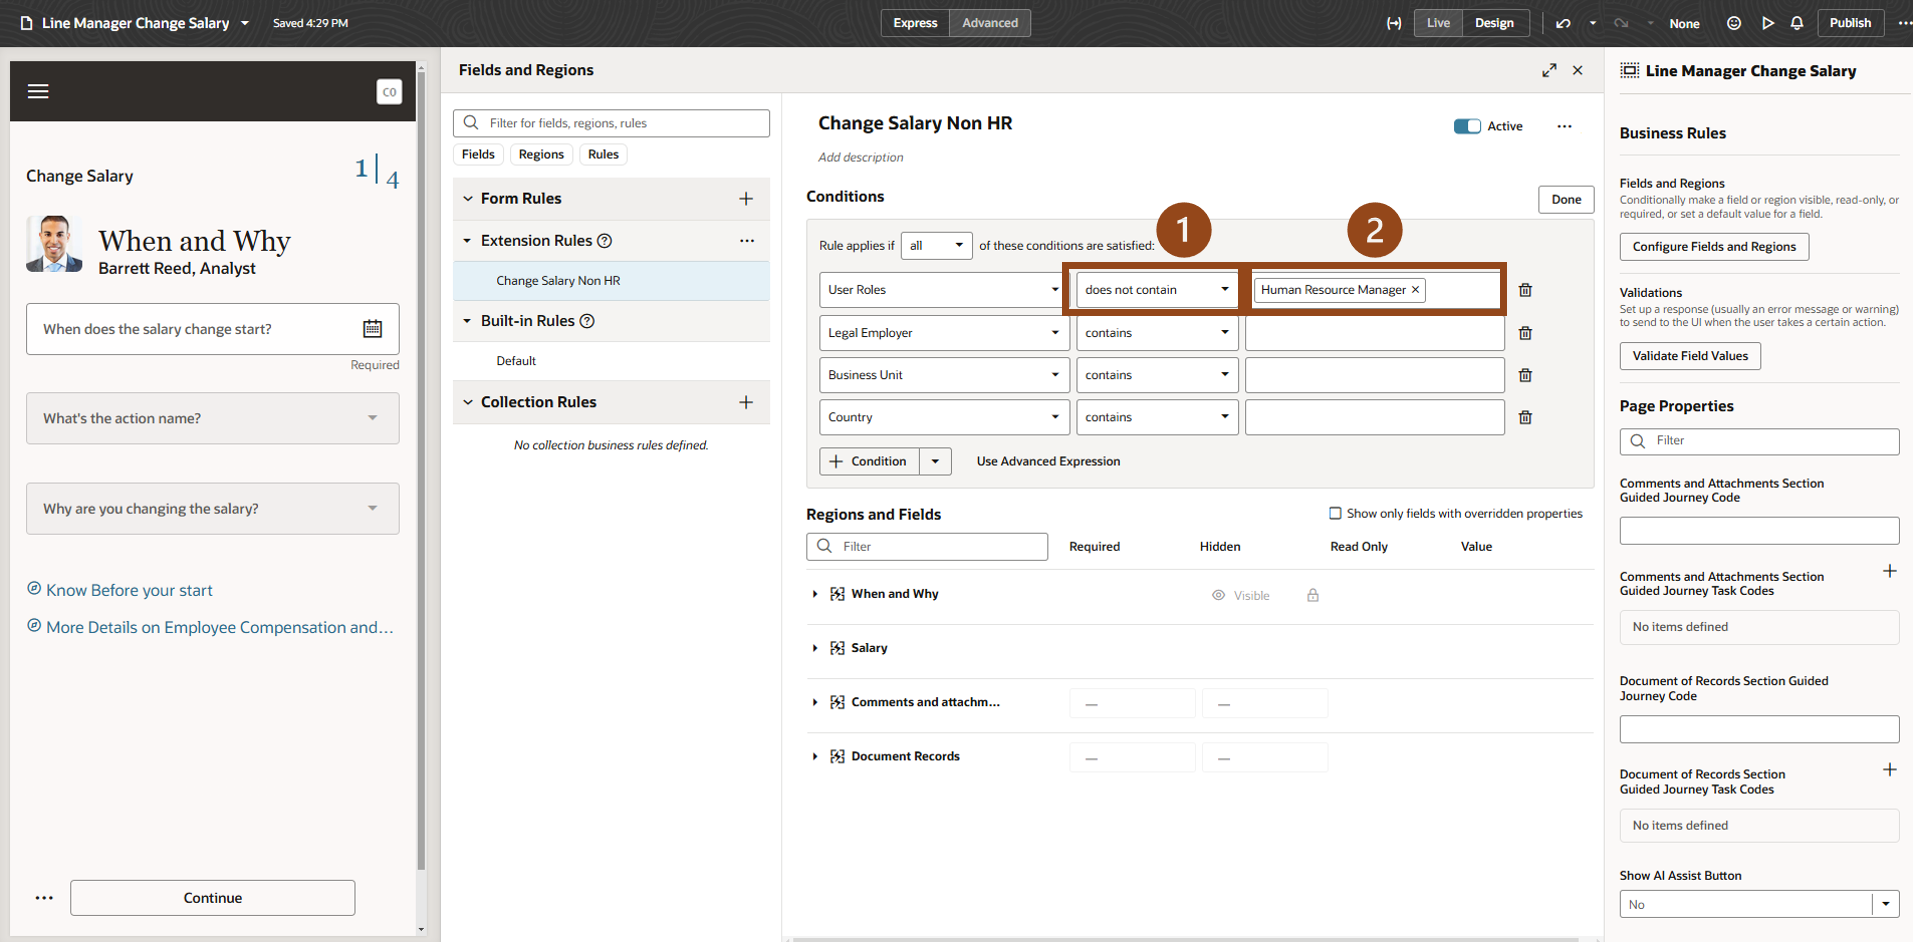 Line Manager Change Salary
Saved 4:29 PM
Express
Advanced
Live
Design
None
Publish
CO
Change Salary
1
4
When and Why
Barrett Reed, Analyst
When does the salary change start?
Required
What's the action name?
Why are you changing the salary?
Know Before your start
More Details on Employee Compensation and...
Continue
Fields and Regions
Filter for fields, regions, rules
Fields
Regions
Rules
Form Rules
Extension Rules
Change Salary Non HR
Built-in Rules
Default
Collection Rules
No collection business rules defined.
Change Salary Non HR
Active
Add description
Conditions
Done
1
2
Rule applies if
all
of these conditions are satisfied:
User Roles
does not contain
Human Resource Manager
Legal Employer
contains
Business Unit
contains
Country
contains
Condition
Use Advanced Expression
Regions and Fields
Show only fields with overridden properties
Filter
Required
Hidden
Read Only
Value
When and Why
Visible
Salary
Comments and attachm...
—
—
Document Records
—
—
Line Manager Change Salary
Business Rules
Fields and Regions
Conditionally make a field or region visible, read-only, or
required, or set a default value for a field.
Configure Fields and Regions
Validations
Set up a response (usually an error message or warning)
to send to the UI when the user takes a certain action.
Validate Field Values
Page Properties
Filter
Comments and Attachments Section
Guided Journey Code
Comments and Attachments Section
Guided Journey Task Codes
No items defined
Document of Records Section Guided
Journey Code
Document of Records Section
Guided Journey Task Codes
No items defined
Show AI Assist Button
No